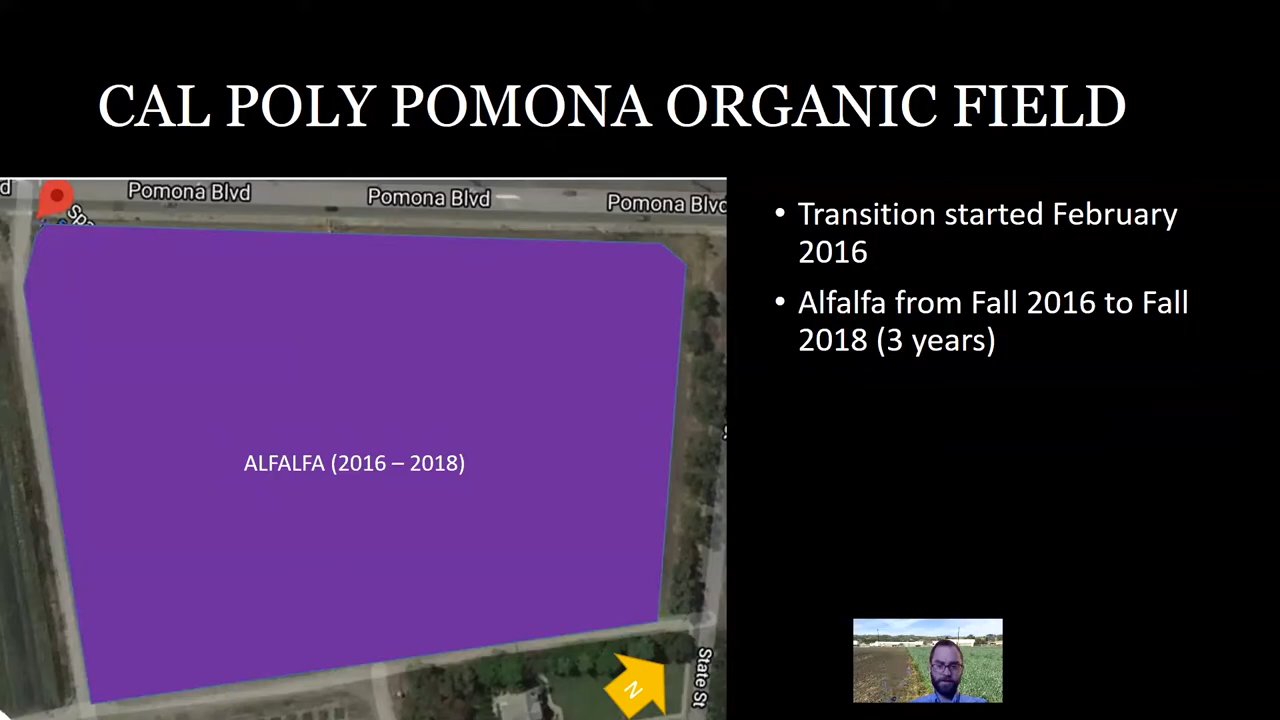 CAL POLY POMONA ORGANIC FIELD
d
Pomona Blvd
Pomona Blvd
Pomona Blvd
Spa
• Transition started February
2016
• Alfalfa from Fall 2016 to Fall
2018 (3 years)
ALFALFA (2016 – 2018)
State St
N